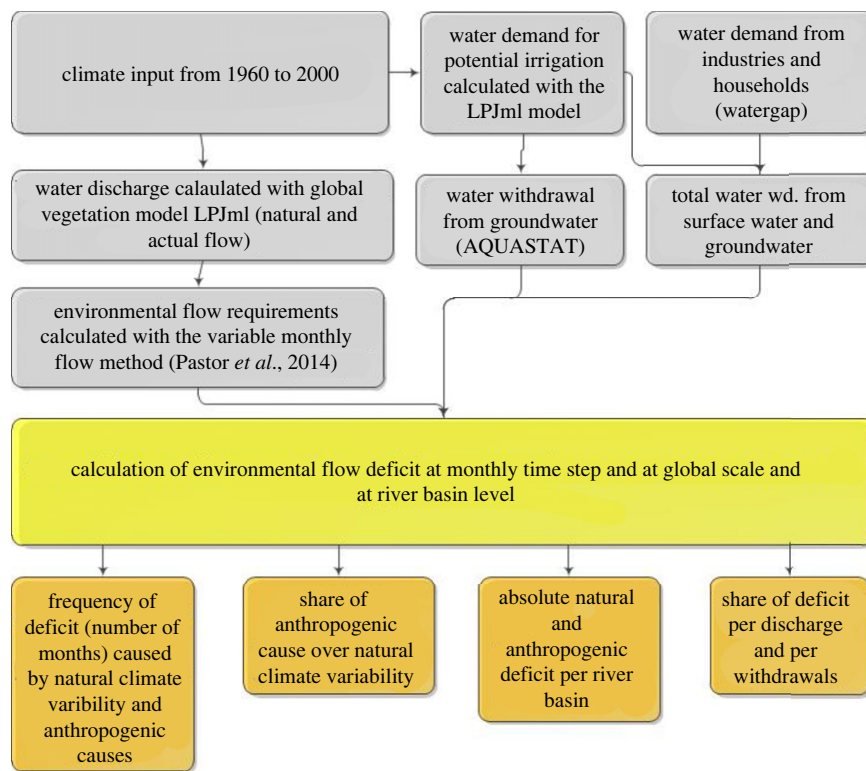 climate input from 1960 to 2000
water demand for
potential irrigation
calculated with the
LPJml model
water demand from
industries and
households
(watergap)
water discharge calaulated with global
vegetation model LPJml (natural and
actual flow)
water withdrawal
from groundwater
(AQUASTAT)
total water wd. from
surface water and
groundwater
environmental flow requirements
calculated with the variable monthly
flow method (Pastor et al., 2014)
calculation of environmental flow deficit at monthly time step and at global scale and
at river basin level
frequency of
deficit (number of
months) caused
by natural climate
varibility and
anthropogenic
causes
share of
anthropogenic
cause over natural
climate variability
absolute natural
and
anthropogenic
deficit per river
basin
share of deficit
per discharge
and per
withdrawals